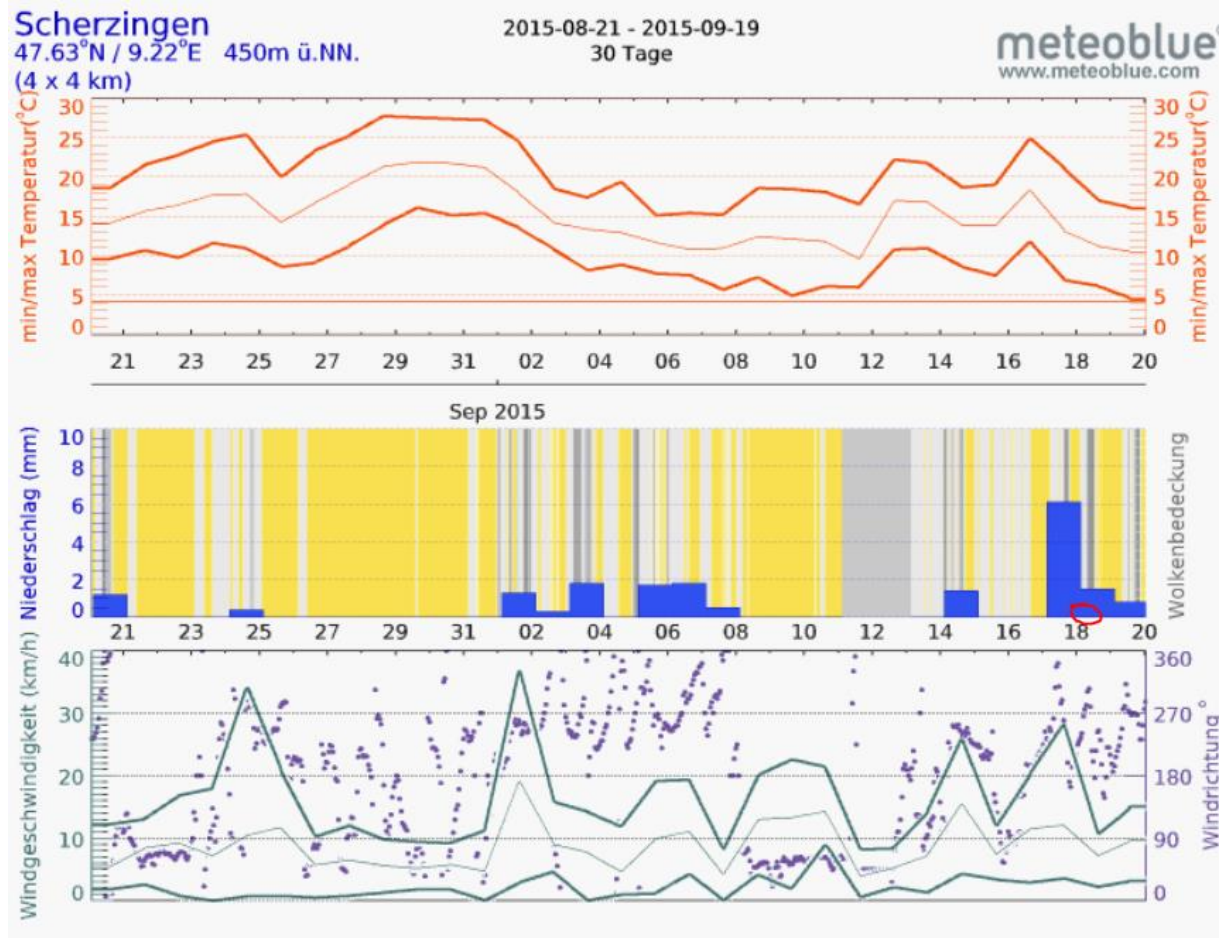 Scherzingen
47.63°N / 9.22°E 450m ü.NN.
(4 x 4 km)
2015-08-21 - 2015-09-19
30 Tage
meteoblue®
www.meteoblue.com
min/max Temperatur(°C)
30
25
20
15
10
5
0
30
25
20
15
10
5
0
min/max Temperatur(°C)
21 23 25 27 29 31 02 04 06 08 10 12 14 16 18 20
Sep 2015
Niederschlag (mm)
10
8
6
4
2
0
Wolkenbedeckung
21 23 25 27 29 31 02 04 06 08 10 12 14 16 18 20
Windgeschwindigkeit (km/h)
40
30
20
10
0
360
270
180
90
0
Windrichtung °